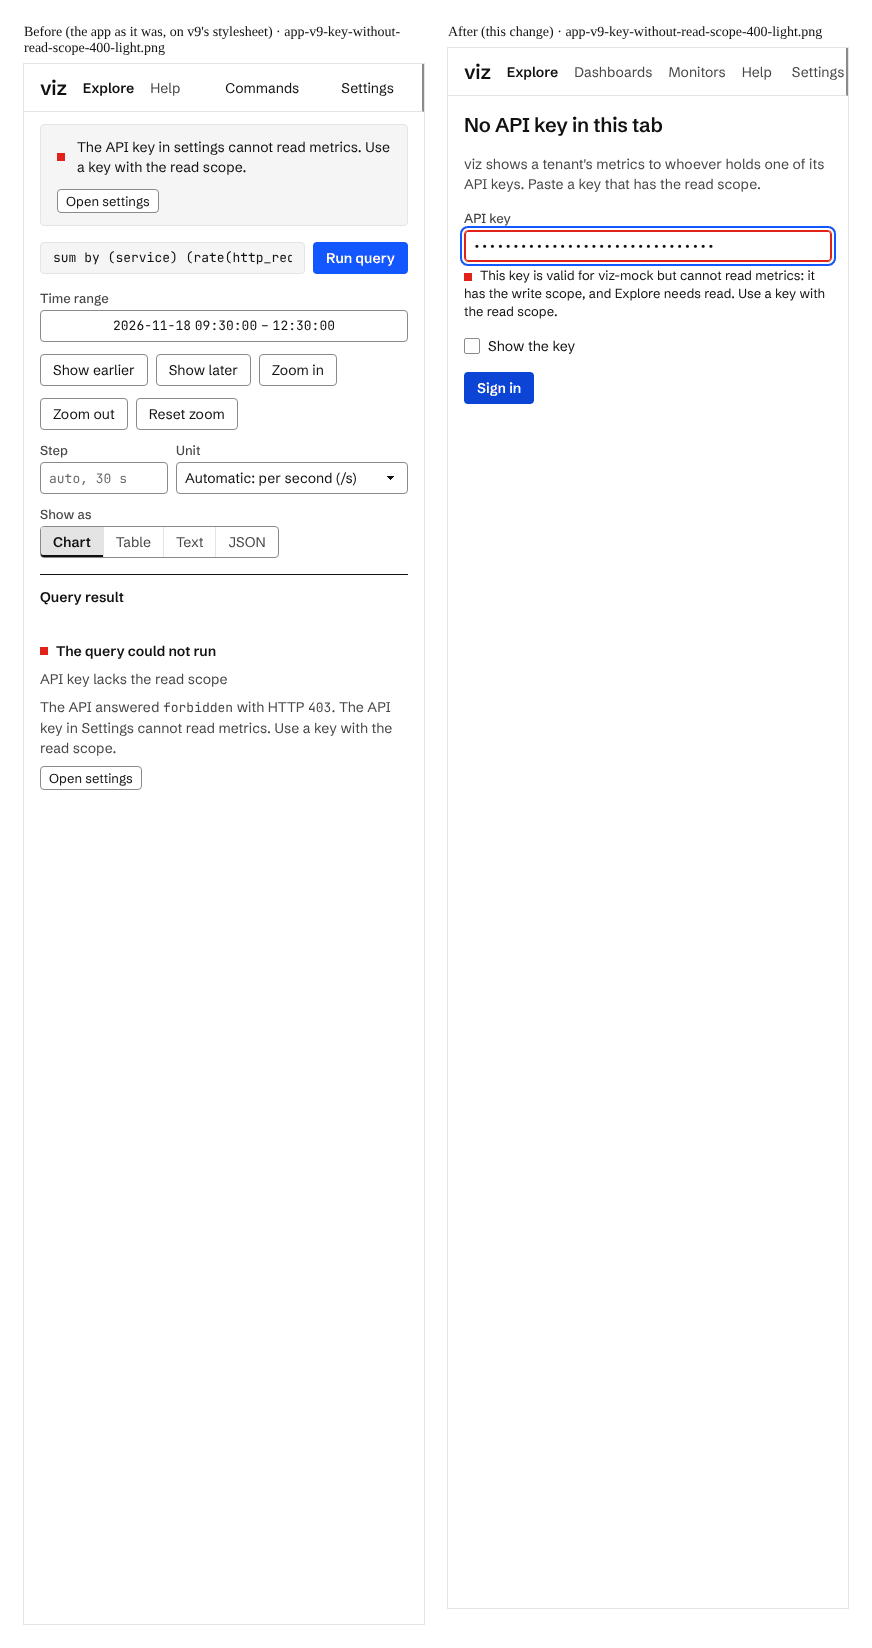 Before (the app as it was, on v9's stylesheet) · app-v9-key-without-
read-scope-400-light.png
viz Explore Help Commands Settings
The API key in settings cannot read metrics. Use
a key with the read scope.
Open settings
sum by (service) (rate(http_rec Run query
Time range
2026-11-18 09:30:00 – 12:30:00
Show earlier Show later Zoom in
Zoom out Reset zoom
Step Unit
auto, 30 s Automatic: per second (/s)
Show as
Chart Table Text JSON
Query result
The query could not run
API key lacks the read scope
The API answered forbidden with HTTP 403. The API
key in Settings cannot read metrics. Use a key with the
read scope.
Open settings
After (this change) · app-v9-key-without-read-scope-400-light.png
viz Explore Dashboards Monitors Help Settings
No API key in this tab
viz shows a tenant's metrics to whoever holds one of its
API keys. Paste a key that has the read scope.
API key
•••••••••••••••••••••••••••••••
This key is valid for viz-mock but cannot read metrics: it
has the write scope, and Explore needs read. Use a key with
the read scope.
Show the key
Sign in